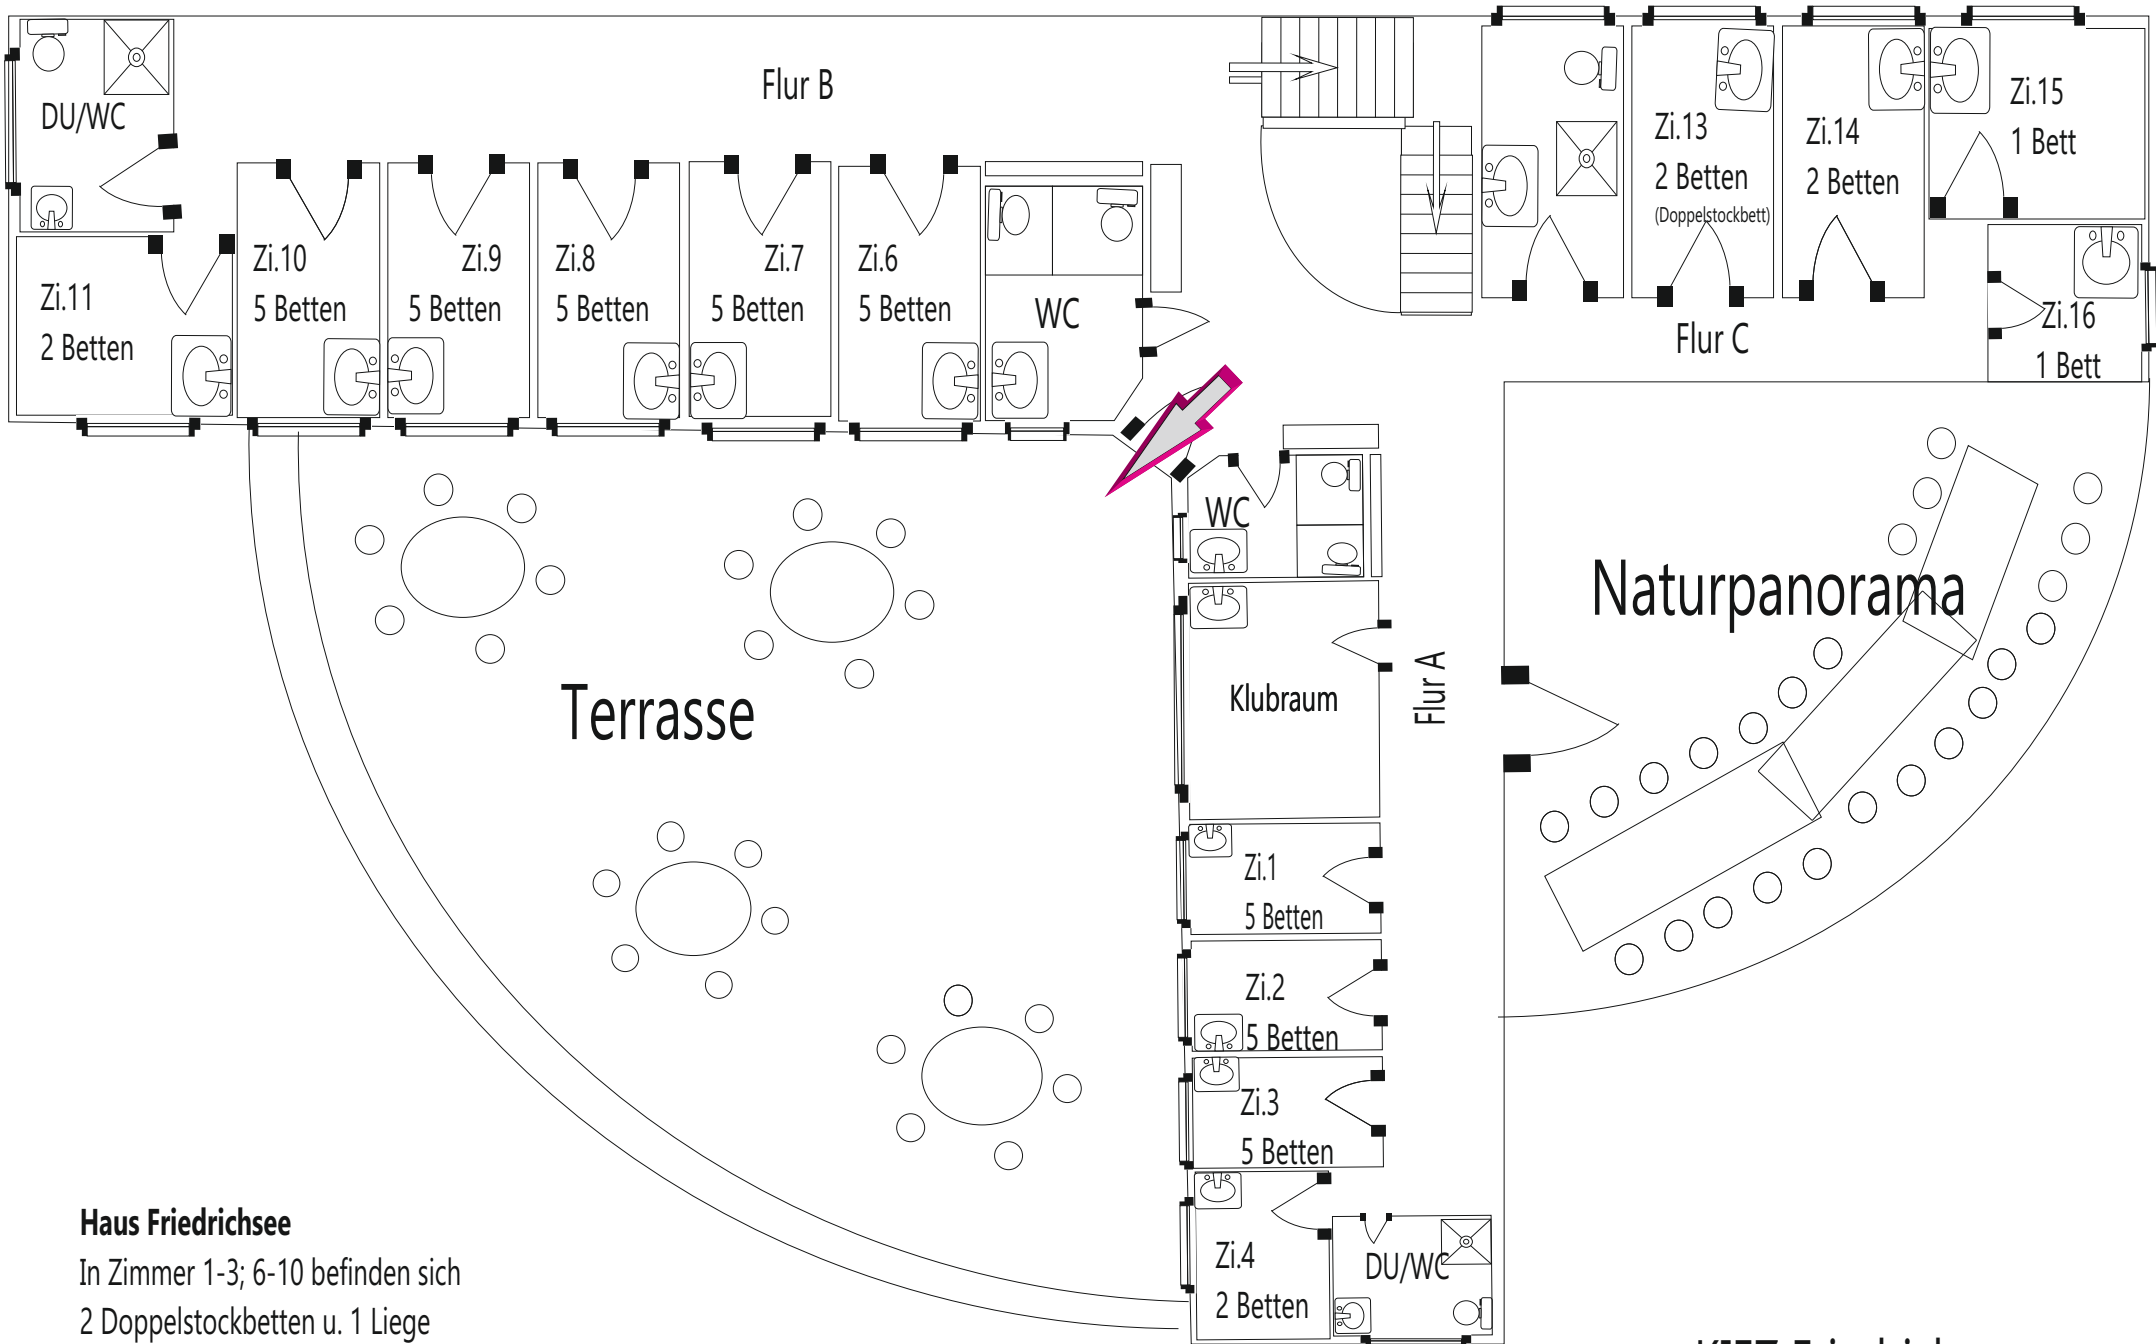 Flur B
DU/WC
Zi.15
1 Bett
Zi.13
2 Betten
(Doppelstockbett)
Zi.14
2 Betten
Zi.10
5 Betten
Zi.9
5 Betten
Zi.8
5 Betten
Zi.7
5 Betten
Zi.6
5 Betten
WC
Zi.11
2 Betten
Flur C
Zi.16
1 Bett
WC
Naturpanorama
Terrasse
Klubraum
Flur A
Zi.1
5 Betten
Zi.2
5 Betten
Zi.3
5 Betten
Zi.4
2 Betten
DU/WC
Haus Friedrichsee
In Zimmer 1-3; 6-10 befinden sich
2 Doppelstockbetten u. 1 Liege